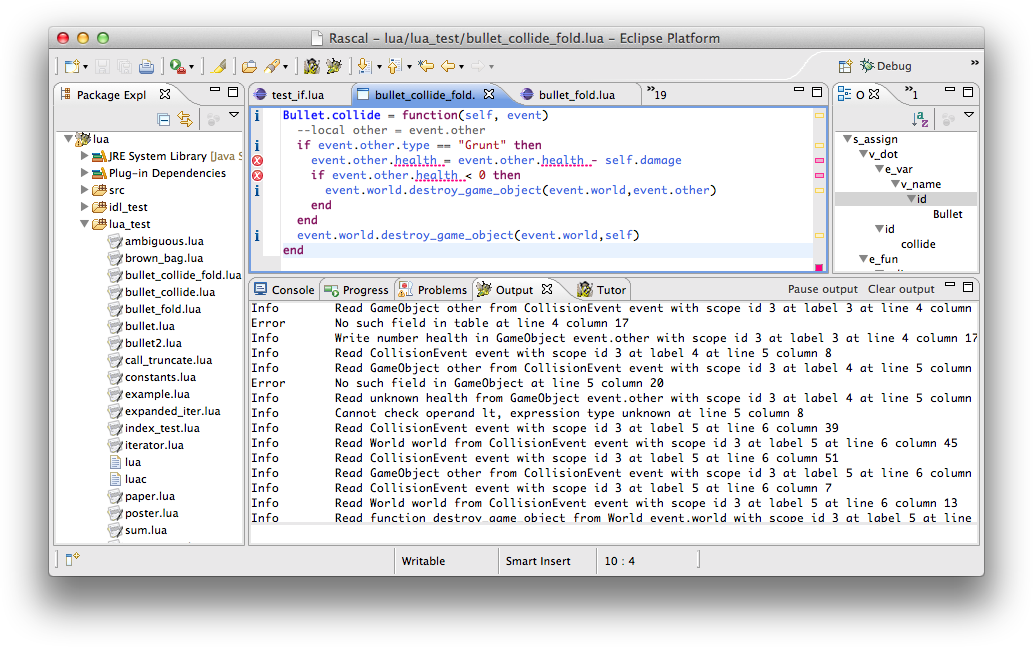 Rascal – lua/lua_test/bullet_collide_fold.lua – Eclipse Platform
Debug
»
Package Expl
test_if.lua
bullet_collide_fold.
bullet_fold.lua
»19
O
»1
lua
JRE System Library [Java S
Plug-in Dependencies
src
idl_test
lua_test
ambiguous.lua
brown_bag.lua
bullet_collide_fold.lua
bullet_collide.lua
bullet_fold.lua
bullet.lua
bullet2.lua
call_truncate.lua
constants.lua
example.lua
expanded_iter.lua
index_test.lua
iterator.lua
lua
luac
paper.lua
poster.lua
sum.lua
Bullet.collide = function(self, event)
--local other = event.other
if event.other.type == "Grunt" then
event.other.health = event.other.health - self.damage
if event.other.health < 0 then
event.world.destroy_game_object(event.world,event.other)
end
end
event.world.destroy_game_object(event.world,self)
end
s_assign
v_dot
e_var
v_name
id
Bullet
id
collide
e_fun
Console
Progress
Problems
Output
Tutor
Pause output
Clear output
Info Read GameObject other from CollisionEvent event with scope id 3 at label 3 at line 4 column
Error No such field in table at line 4 column 17
Info Write number health in GameObject event.other with scope id 3 at label 3 at line 4 column 17
Info Read CollisionEvent event with scope id 3 at label 4 at line 5 column 8
Info Read GameObject other from CollisionEvent event with scope id 3 at label 4 at line 5 column
Error No such field in GameObject at line 5 column 20
Info Read unknown health from GameObject event.other with scope id 3 at label 4 at line 5 column
Info Cannot check operand lt, expression type unknown at line 5 column 8
Info Read CollisionEvent event with scope id 3 at label 5 at line 6 column 39
Info Read World world from CollisionEvent event with scope id 3 at label 5 at line 6 column 45
Info Read CollisionEvent event with scope id 3 at label 5 at line 6 column 51
Info Read GameObject other from CollisionEvent event with scope id 3 at label 5 at line 6 column
Info Read CollisionEvent event with scope id 3 at label 5 at line 6 column 7
Info Read World world from CollisionEvent event with scope id 3 at label 5 at line 6 column 13
Info Read function destroy_game_object from World event.world with scope id 3 at label 5 at line
Writable
Smart Insert
10 : 4